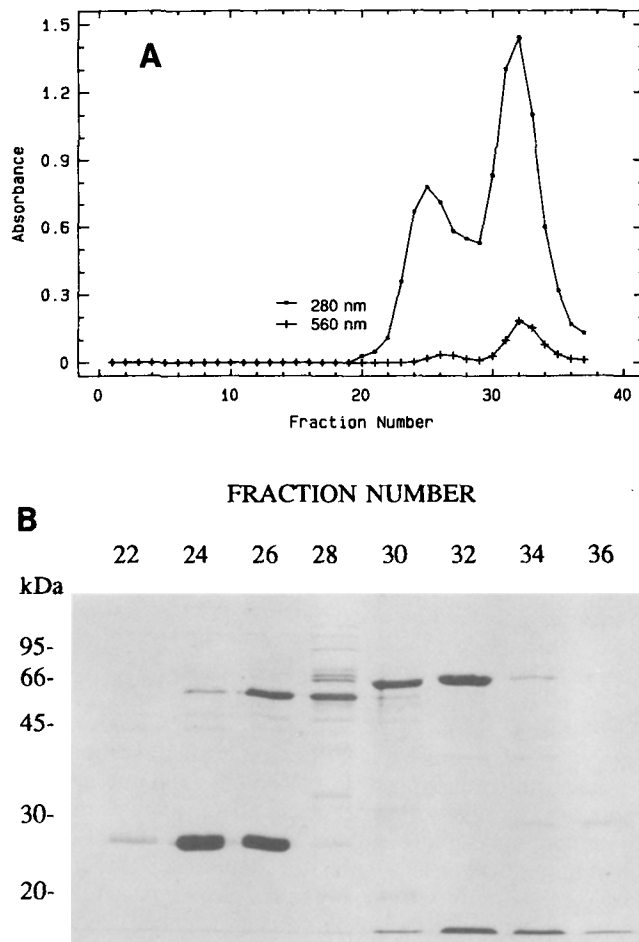 A
1.5
1.2
0.9
0.6
0.3
0
Absorbance
280 nm
560 nm
0 10 20 30 40
Fraction Number
FRACTION NUMBER
B
22 24 26 28 30 32 34 36
kDa
95-
66-
45-
30-
20-